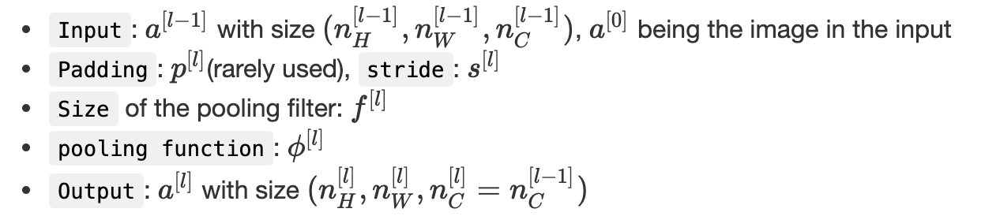 • Input : $a^{[l-1]}$ with size $(n_H^{[l-1]}, n_W^{[l-1]}, n_C^{[l-1]})$, $a^{[0]}$ being the image in the input
• Padding : $p^{[l]}$(rarely used), stride : $s^{[l]}$
• Size of the pooling filter: $f^{[l]}$
• pooling function : $\phi^{[l]}$
• Output : $a^{[l]}$ with size $(n_H^{[l]}, n_W^{[l]}, n_C^{[l]} = n_C^{[l-1]})$